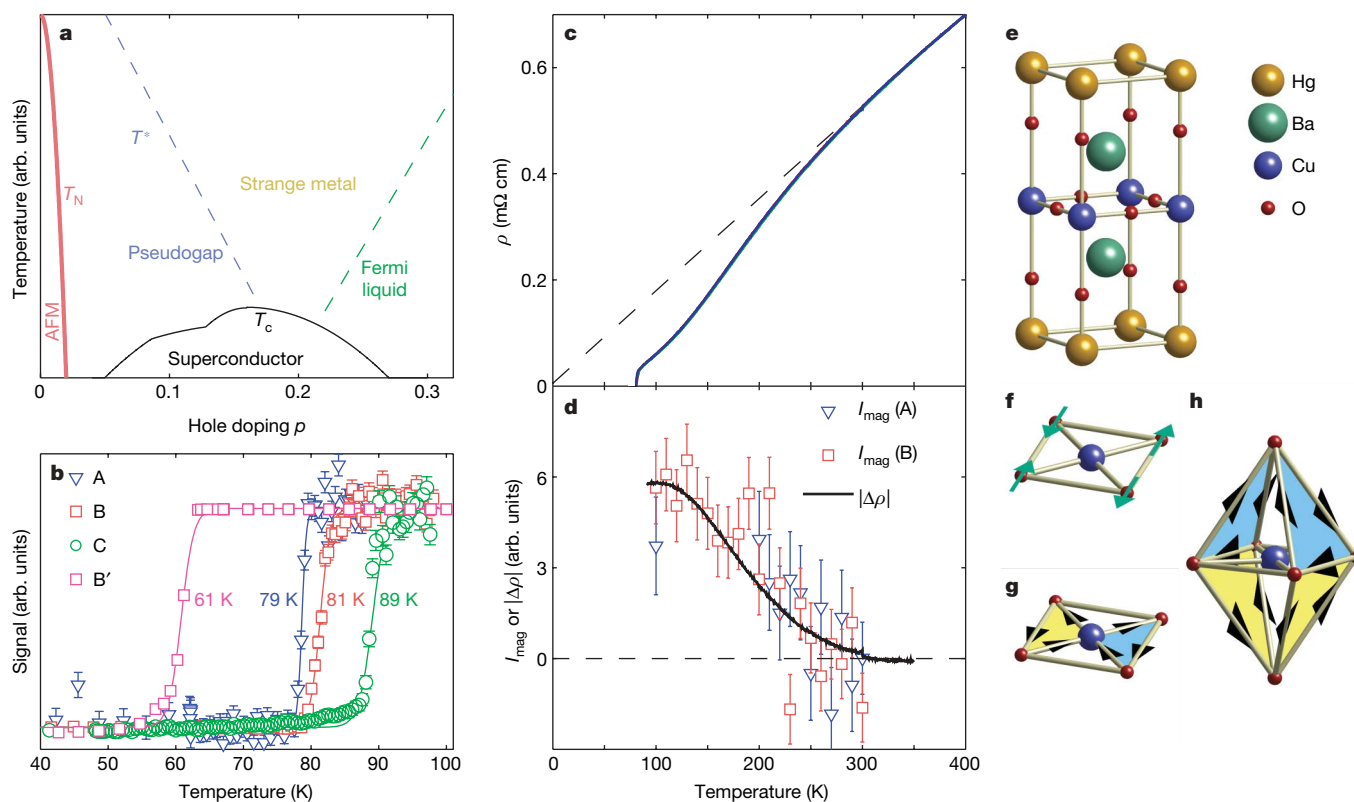 a
Temperature (arb. units)
T*
T_N
Strange metal
Pseudogap
Fermi
liquid
AFM
T_c
Superconductor
0
0.1
0.2
0.3
Hole doping p
b
A
B
C
B′
61 K
79 K
81 K
89 K
Signal (arb. units)
40
50
60
70
80
90
100
Temperature (K)
c
0.6
0.4
0.2
0
ρ (mΩ cm)
d
I_mag (A)
I_mag (B)
|Δρ|
6
3
0
I_mag or |Δρ| (arb. units)
100
200
300
400
Temperature (K)
e
Hg
Ba
Cu
O
f
g
h